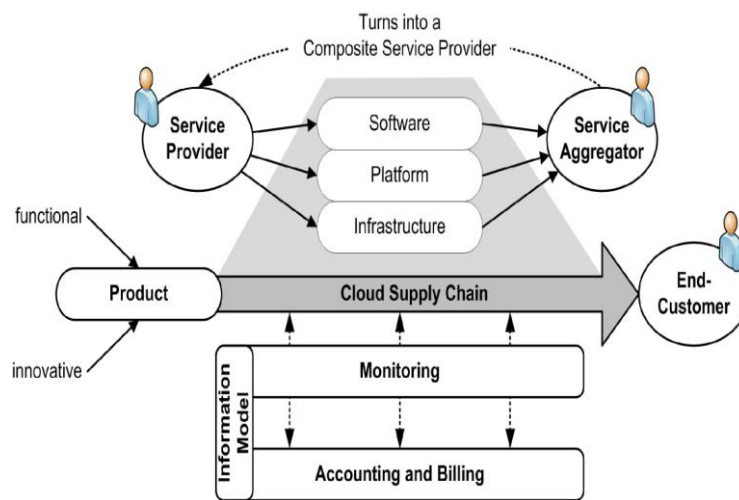 Turns into a
Composite Service Provider
Service
Provider
Software
Platform
Infrastructure
Service
Aggregator
functional
Product
innovative
Cloud Supply Chain
End-
Customer
Information
Model
Monitoring
Accounting and Billing